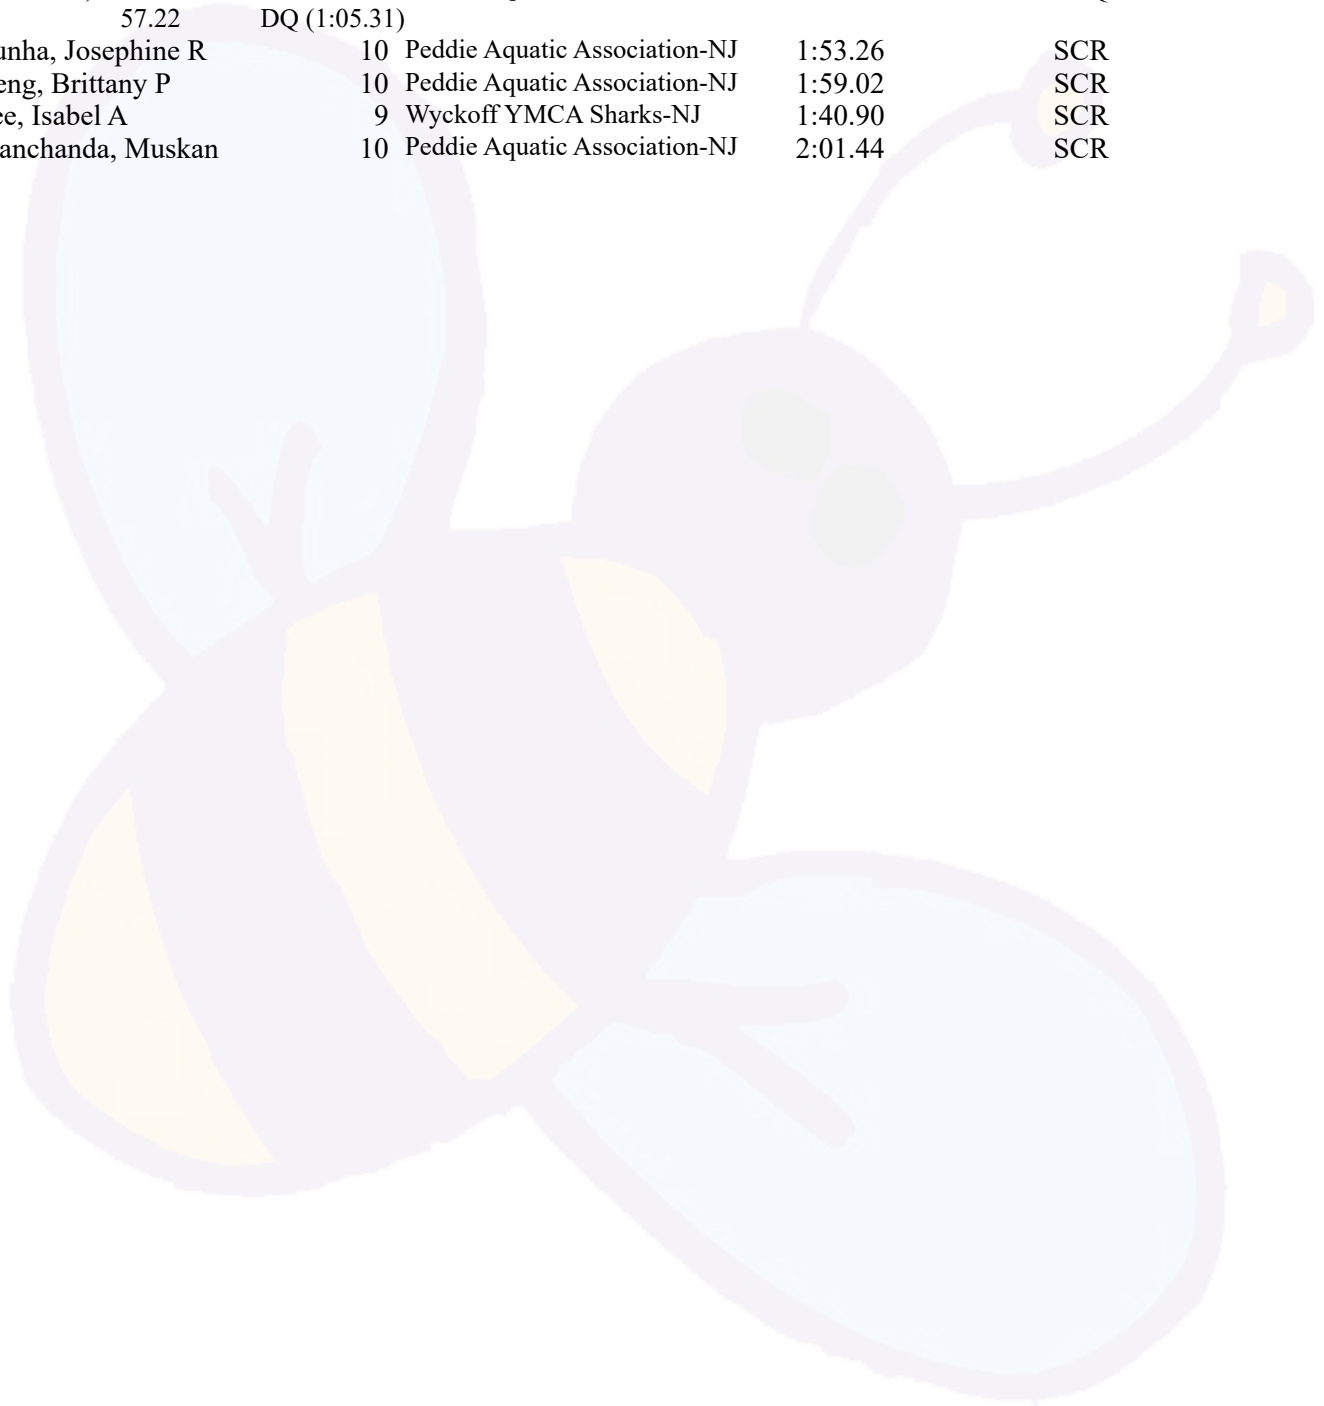 57.22 DQ (1:05.31)
unha, Josephine R 10 Peddie Aquatic Association-NJ 1:53.26 SCR
eng, Brittany P 10 Peddie Aquatic Association-NJ 1:59.02 SCR
ee, Isabel A 9 Wyckoff YMCA Sharks-NJ 1:40.90 SCR
anchanda, Muskan 10 Peddie Aquatic Association-NJ 2:01.44 SCR